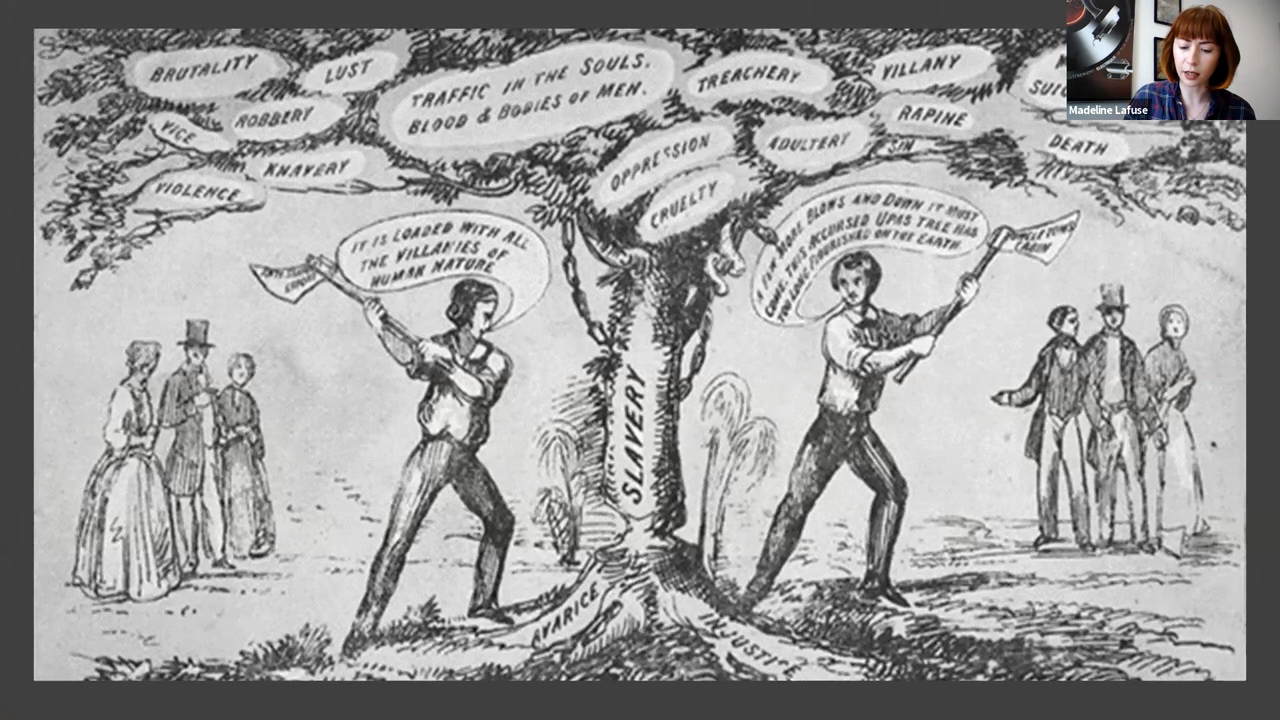 Madeline Lafuse
BRUTALITY
LUST
TRAFFIC IN THE SOULS.
BLOOD & BODIES OF MEN.
TREACHERY
VILLANY
VICE
ROBBERY
OPPRESSION
ADULTERY
RAPINE
SIN
DEATH
VIOLENCE
KNAVERY
CRUELTY
IT IS LOADED WITH ALL
THE VILLANIES OF
HUMAN NATURE
A FEW MORE BLOWS AND DOWN IT MUST
COME. THIS ACCURSED UPAS TREE HAS
TOO LONG FLOURISHED ON THE EARTH.
CABIN
SLAVERY
AVARICE
INJUSTICE